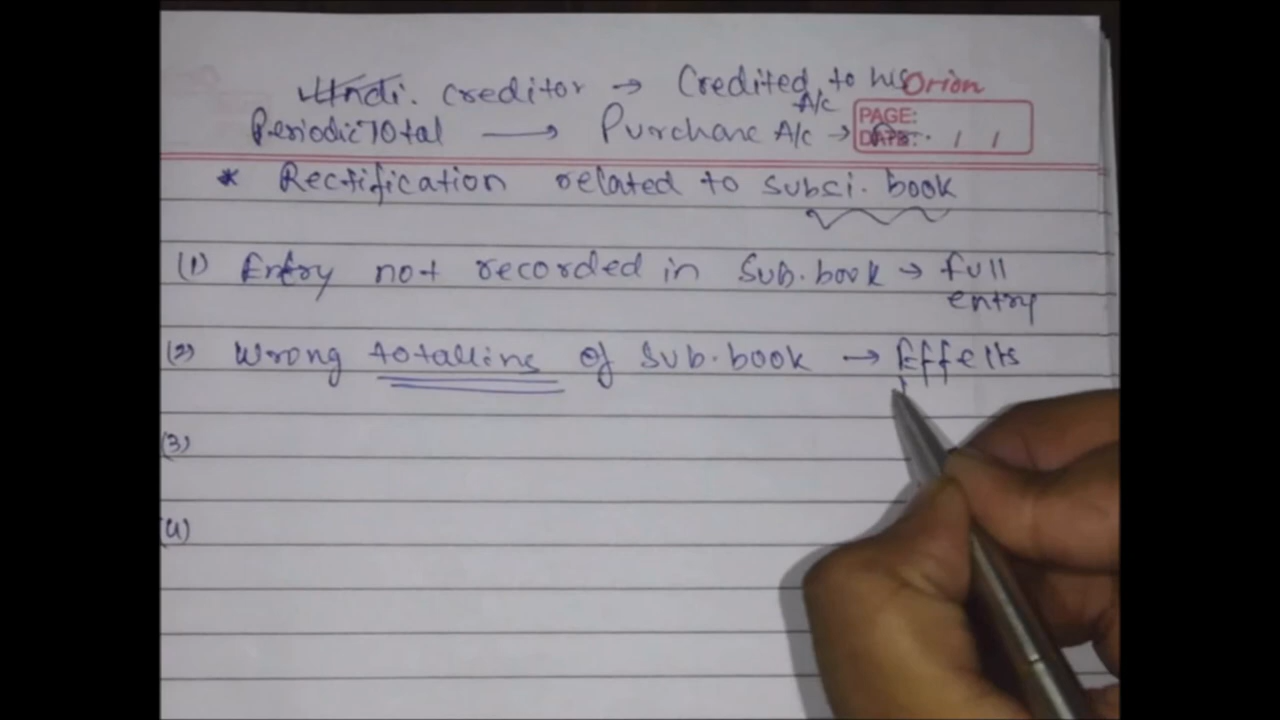 Indi. creditor → Credited to his Orion
A/c
Periodic Total → Purchase A/c → Dr.
PAGE:
DATE: / /
* Rectification related to subsi. book
(1) Entry not recorded in Sub.book → full
entry
(2) Wrong totalling of Sub.book → Effects
(3)
(4)